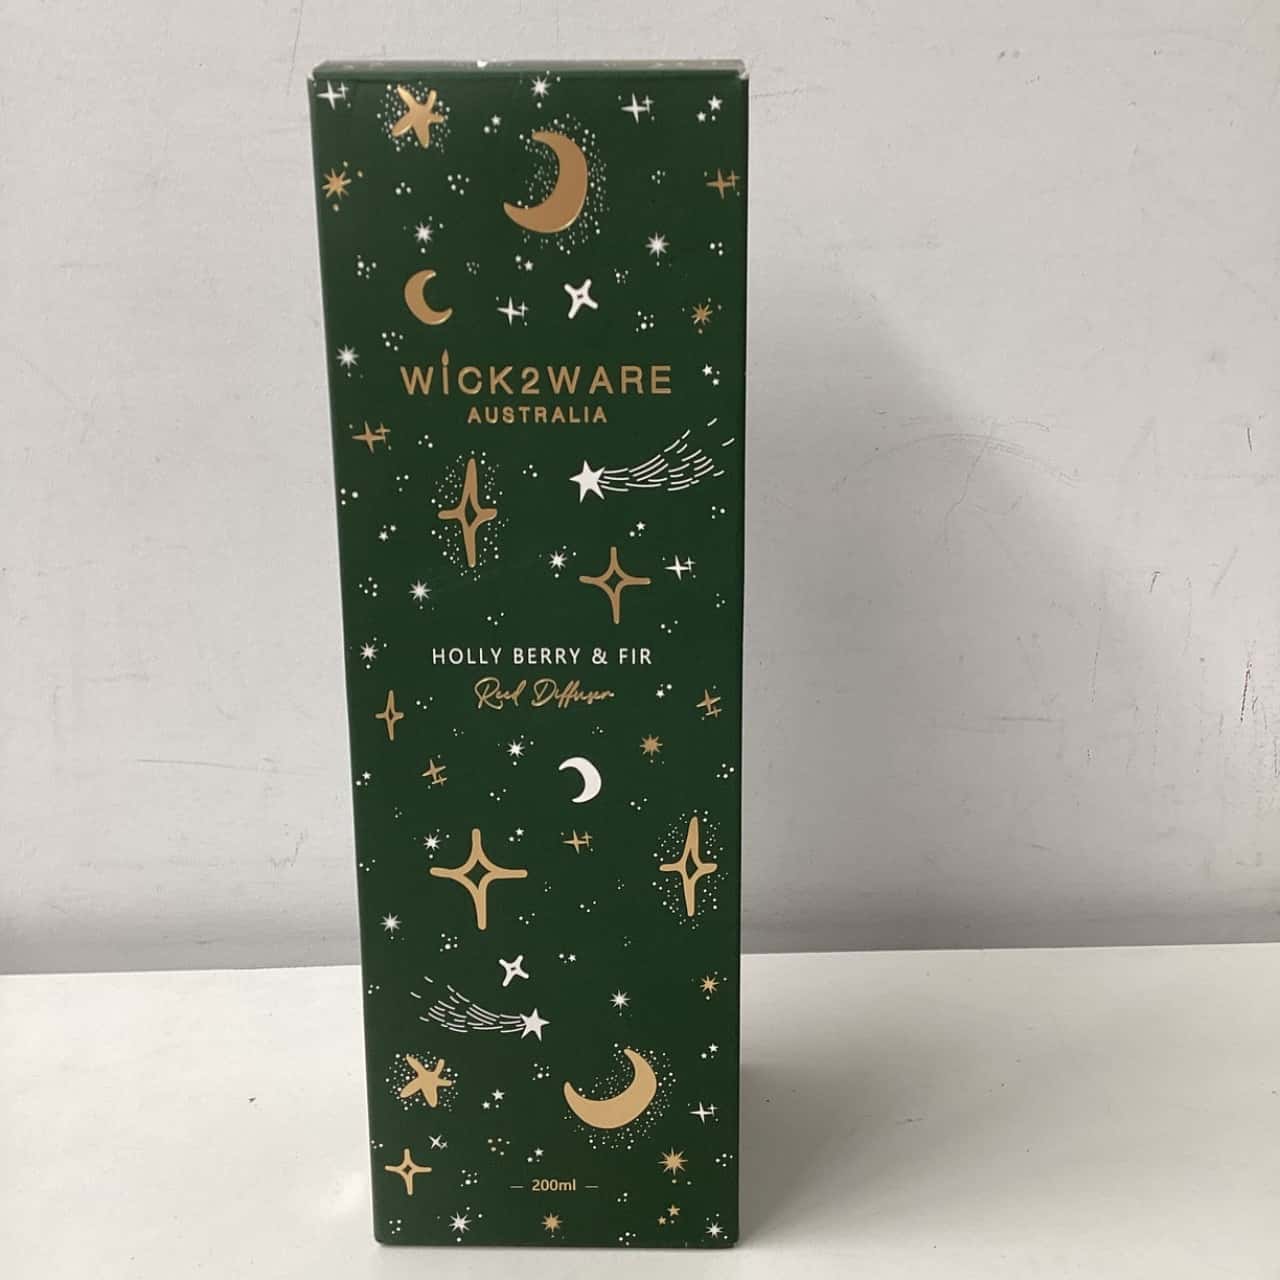 WICK2WARE
AUSTRALIA
HOLLY BERRY & FIR
Reed Diffuser
— 200ml —